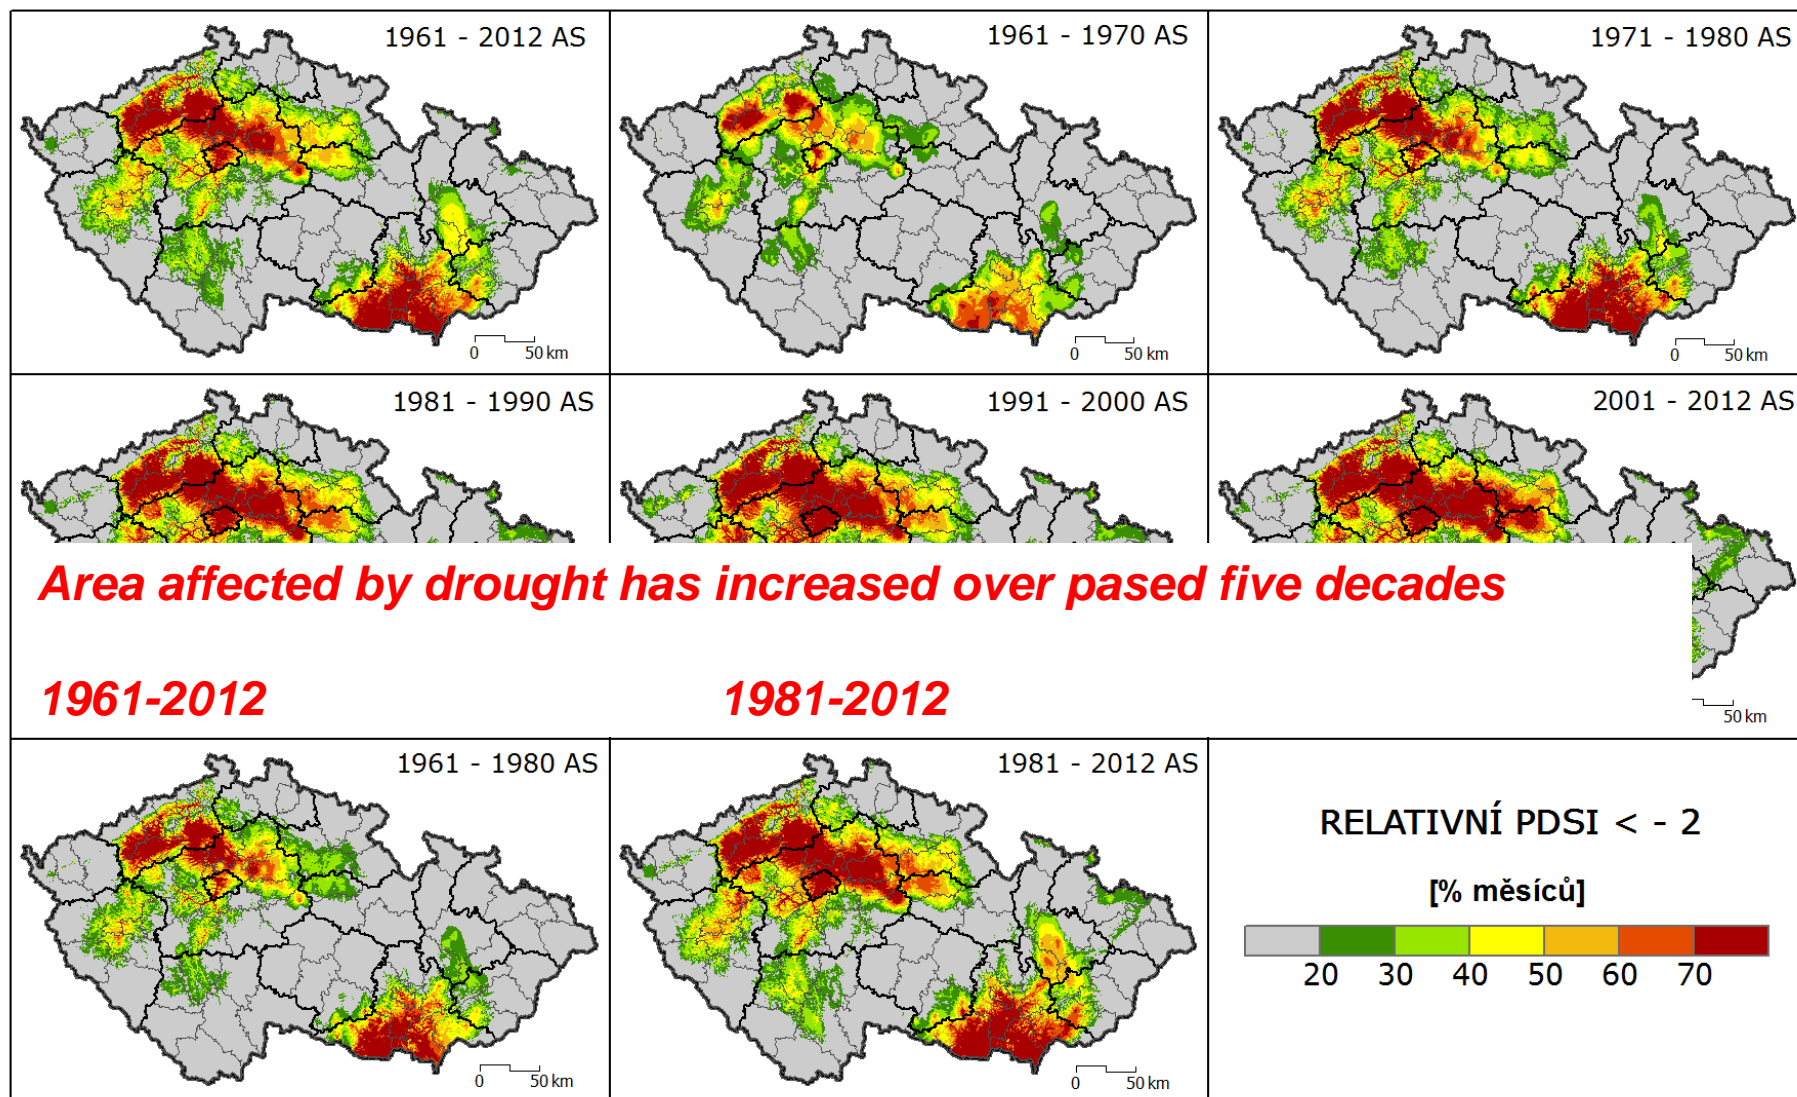 1961 - 2012 AS
0 50 km
1961 - 1970 AS
0 50 km
1971 - 1980 AS
0 50 km
1981 - 1990 AS
1991 - 2000 AS
2001 - 2012 AS
50 km
Area affected by drought has increased over pased five decades
1961-2012 1981-2012
1961 - 1980 AS
0 50 km
1981 - 2012 AS
0 50 km
RELATIVNÍ PDSI < - 2
[% měsíců]
20 30 40 50 60 70